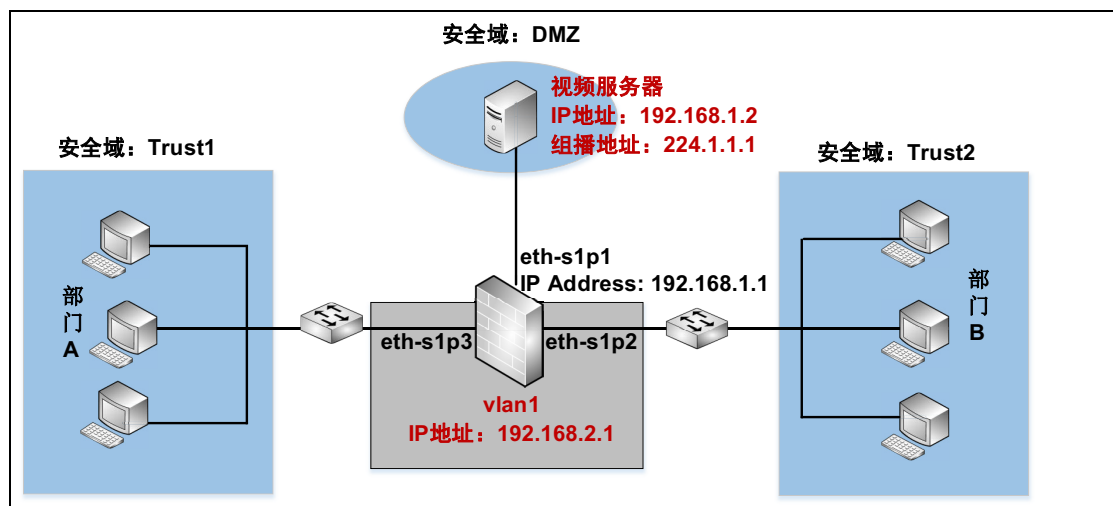 安全域：DMZ
视频服务器
IP地址：192.168.1.2
组播地址：224.1.1.1
安全域：Trust1
安全域：Trust2
eth-s1p1
IP Address: 192.168.1.1
部门A
部门B
eth-s1p3
eth-s1p2
vlan1
IP地址：192.168.2.1